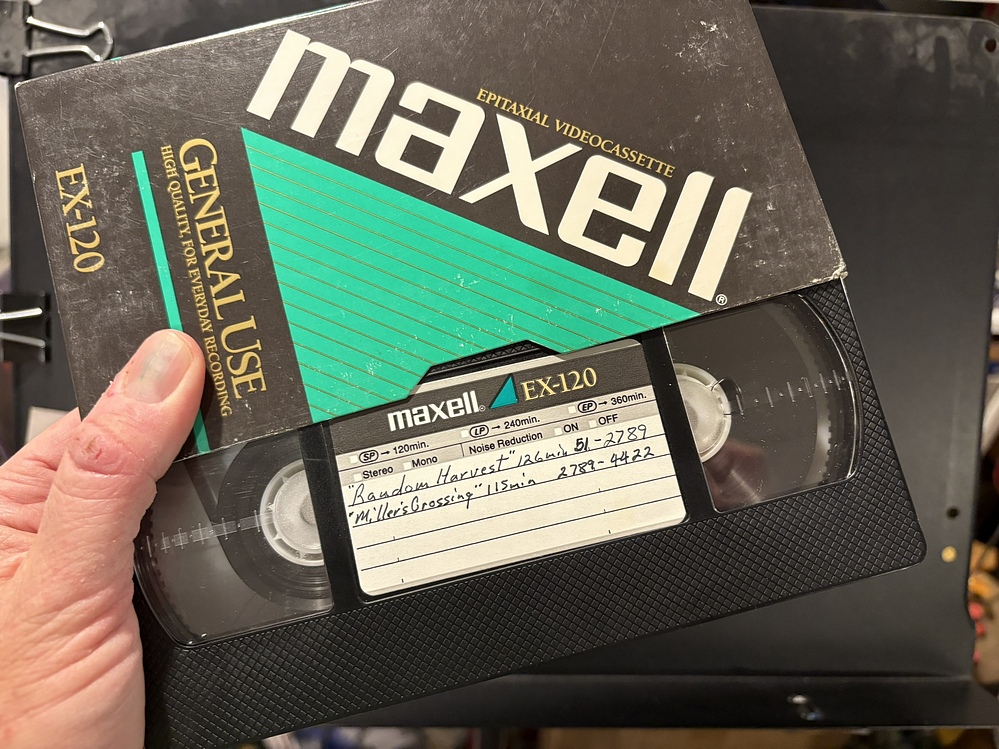 maxell®
EPITAXIAL VIDEOCASSETTE
GENERAL USE
HIGH QUALITY, FOR EVERYDAY RECORDING
EX-120
maxell® EX-120
SP → 120min. LP → 240min. EP → 360min.
Stereo Mono Noise Reduction ON OFF
"Random Harvest" 126min 51-2789
"Miller's Crossing" 115min 2789-4422